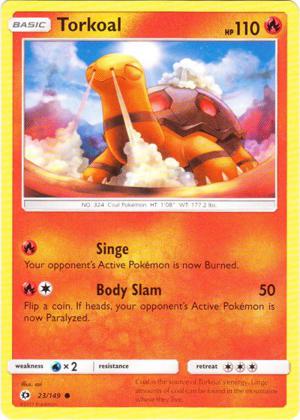 BASIC Torkoal HP 110
NO. 324 Coal Pokémon HT: 1'08" WT: 177.2 lbs.
Singe
Your opponent's Active Pokémon is now Burned.
Body Slam 50
Flip a coin. If heads, your opponent's Active Pokémon is
now Paralyzed.
weakness ×2 resistance retreat
Illus. 23/149
Coal is the source of Torkoal's energy. Large
amounts of coal can be found in the mountains
where they live.
©2017 Pokémon